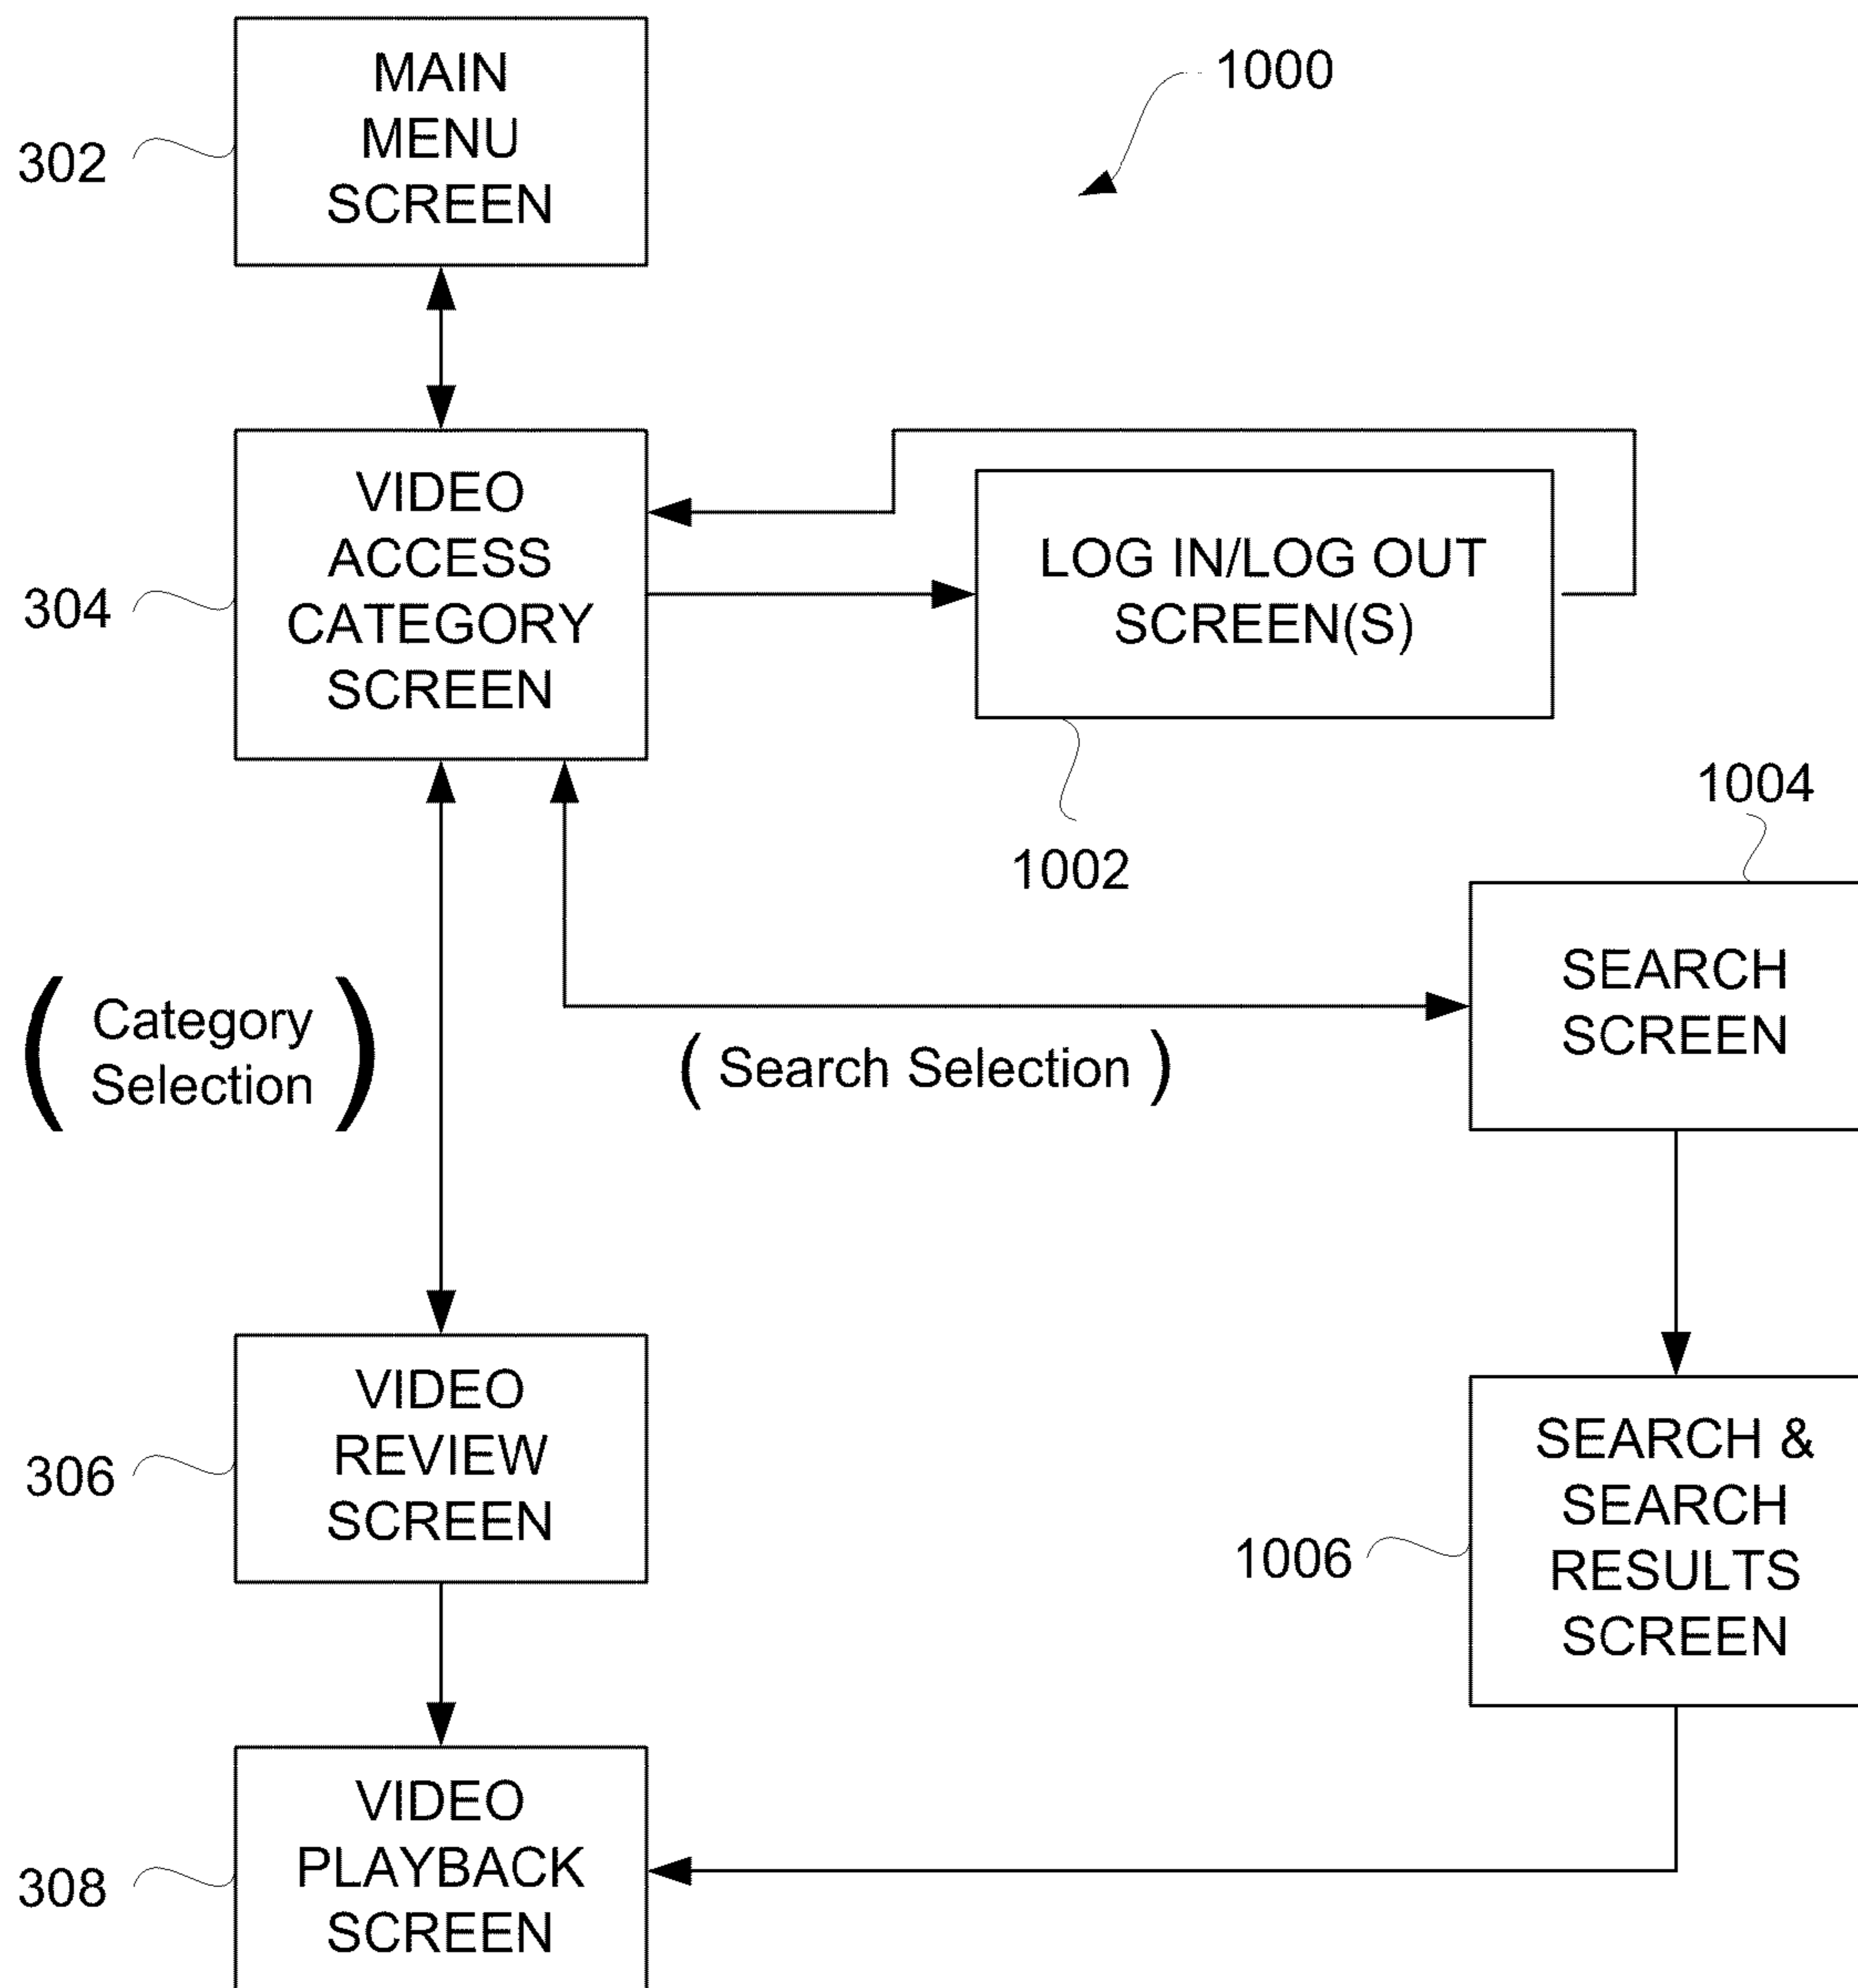 MAIN
MENU
SCREEN
1000
302
VIDEO
ACCESS
CATEGORY
SCREEN
304
LOG IN/LOG OUT
SCREEN(S)
1002
1004
( Category
Selection )
( Search Selection )
SEARCH
SCREEN
VIDEO
REVIEW
SCREEN
306
SEARCH &
SEARCH
RESULTS
SCREEN
1006
VIDEO
PLAYBACK
SCREEN
308